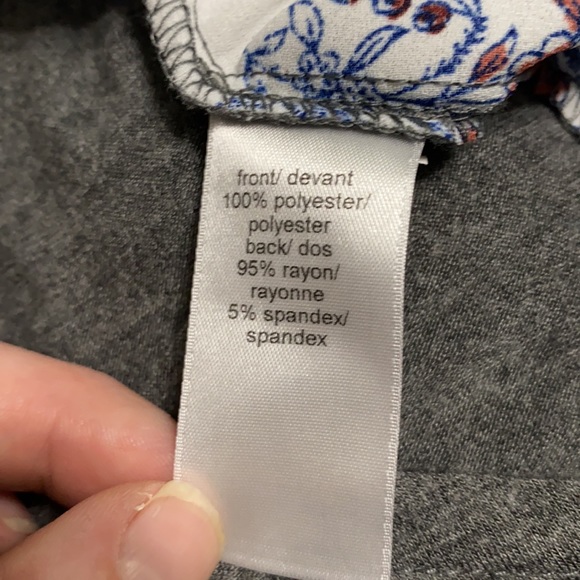 front/ devant
100% polyester/
polyester
back/ dos
95% rayon/
rayonne
5% spandex/
spandex